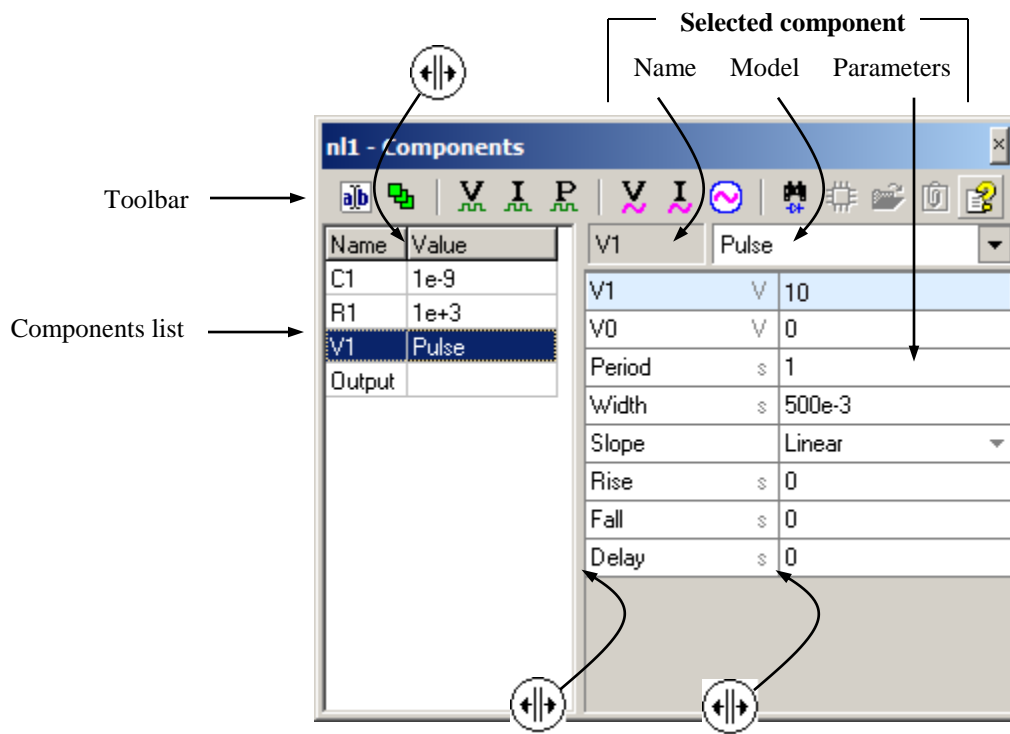 Selected component
Name Model Parameters
nl1 - Components
Toolbar
a b V I P V I
Name Value V1 Pulse
C1 1e-9
R1 1e+3
V1 Pulse
Output
Components list
V1 V 10
V0 V 0
Period s 1
Width s 500e-3
Slope Linear
Rise s 0
Fall s 0
Delay s 0